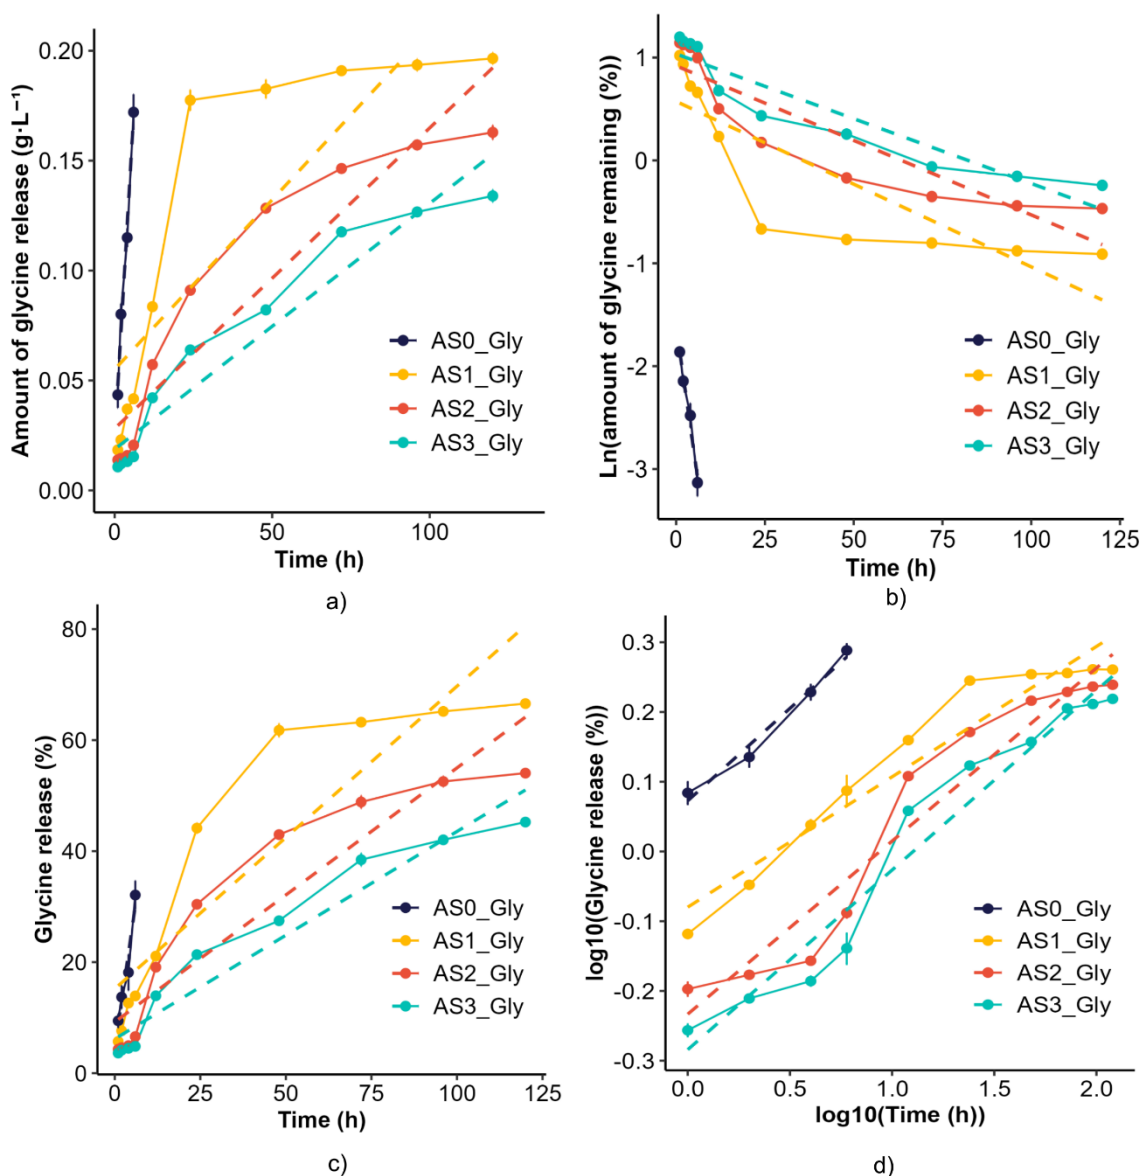 Amount of glycine release (g·L⁻¹)
0.20
0.15
0.10
0.05
0.00
AS0_Gly
AS1_Gly
AS2_Gly
AS3_Gly
0
50
100
Time (h)
a)
Ln(amount of glycine remaining (%))
1
0
-1
-2
-3
AS0_Gly
AS1_Gly
AS2_Gly
AS3_Gly
0
25
50
75
100
125
Time (h)
b)
Glycine release (%)
80
60
40
20
0
AS0_Gly
AS1_Gly
AS2_Gly
AS3_Gly
0
25
50
75
100
125
Time (h)
c)
log10(Glycine release (%))
0.3
0.2
0.1
0.0
-0.1
-0.2
-0.3
AS0_Gly
AS1_Gly
AS2_Gly
AS3_Gly
0.0
0.5
1.0
1.5
2.0
log10(Time (h))
d)